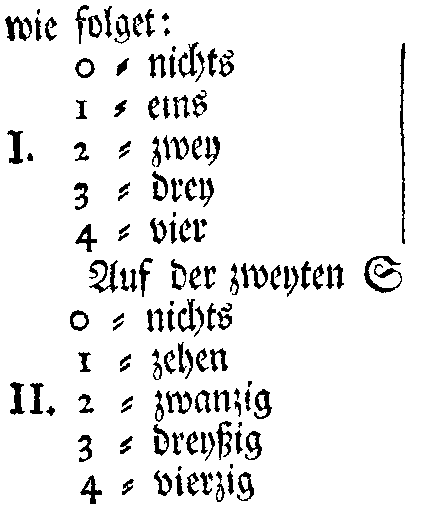 wie folget:
0 = nichts
1 = eins
I. 2 = zwey
3 = drey
4 = vier
Auf der zweyten S
0 = nichts
1 = zehen
II. 2 = zwanzig
3 = dreyßig
4 = vierzig